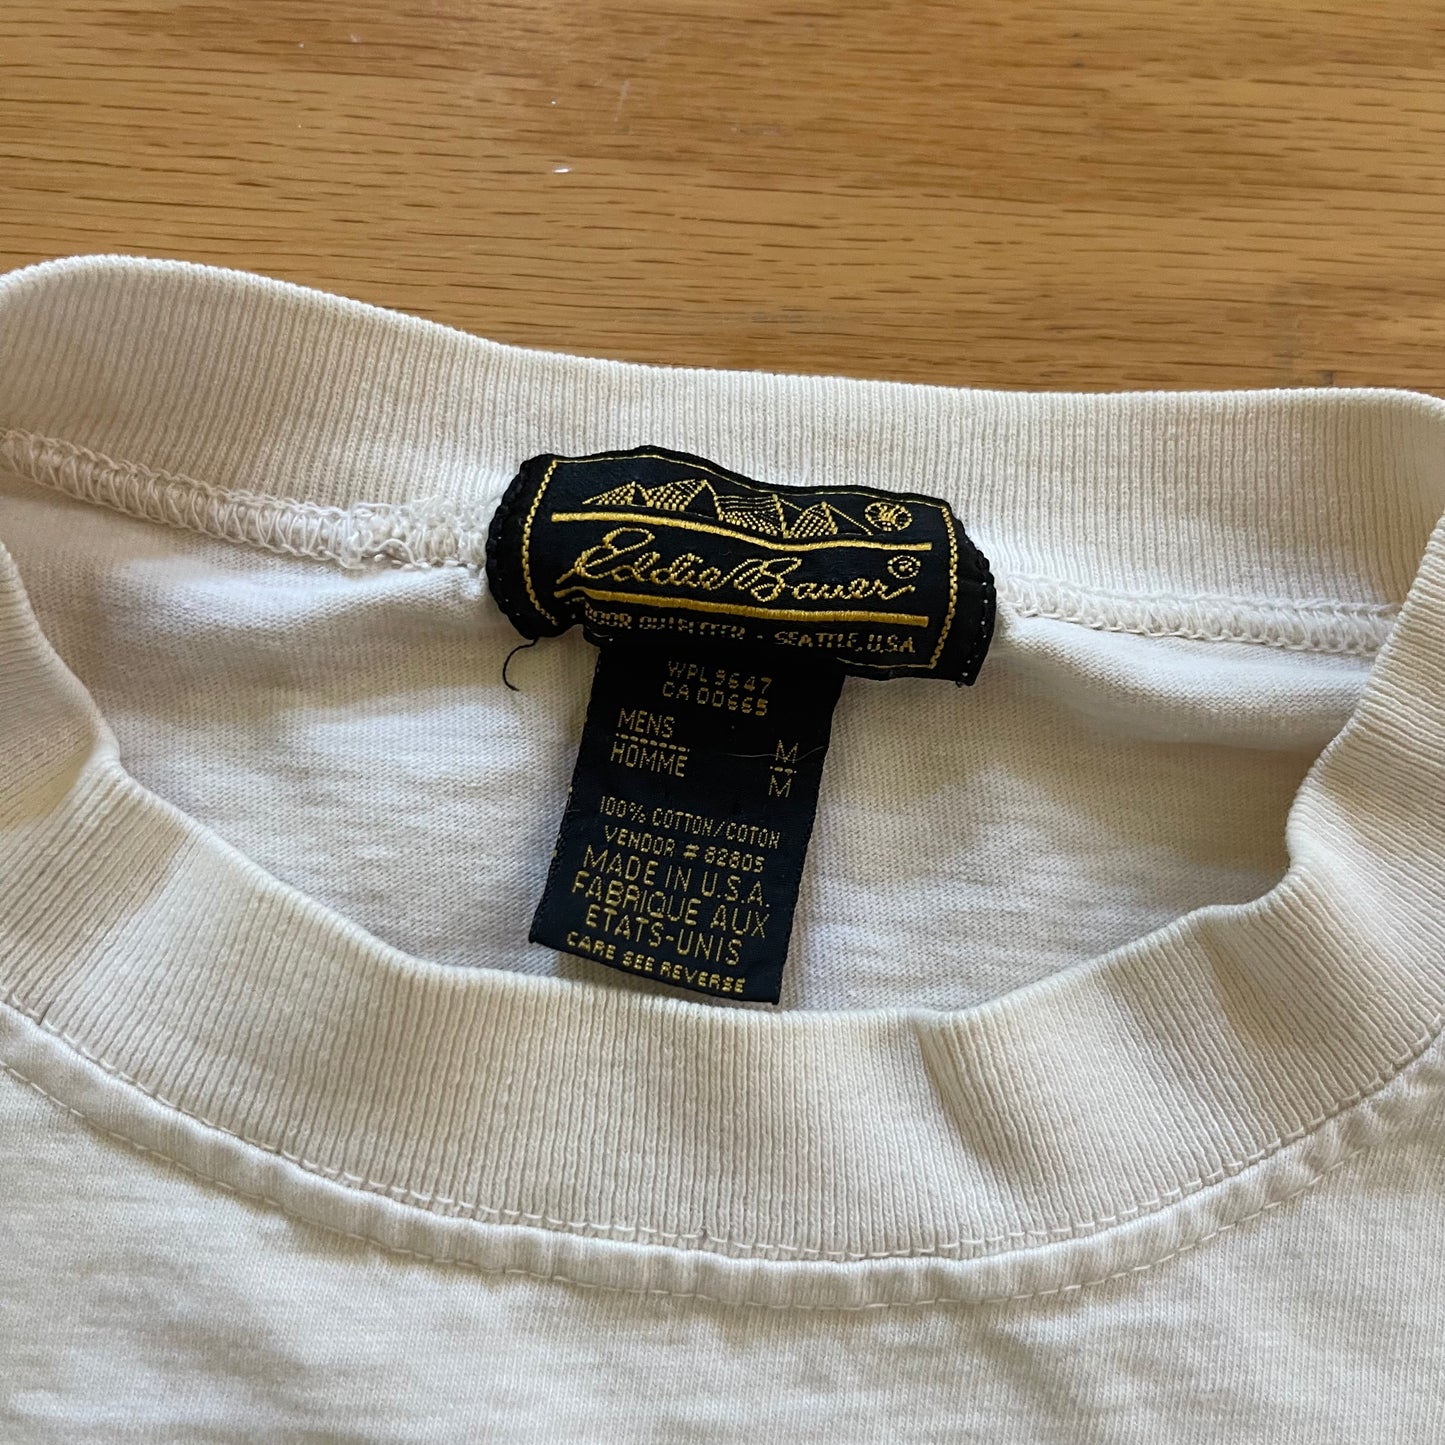 Eddie Bauer®
OUTFITTER - SEATTLE, U.S.A.
WPL 9647
CA 00665
MENS M
HOMME M
100% COTTON/COTON
VENDOR # 82805
MADE IN U.S.A.
FABRIQUE AUX
ETATS-UNIS
CARE SEE REVERSE